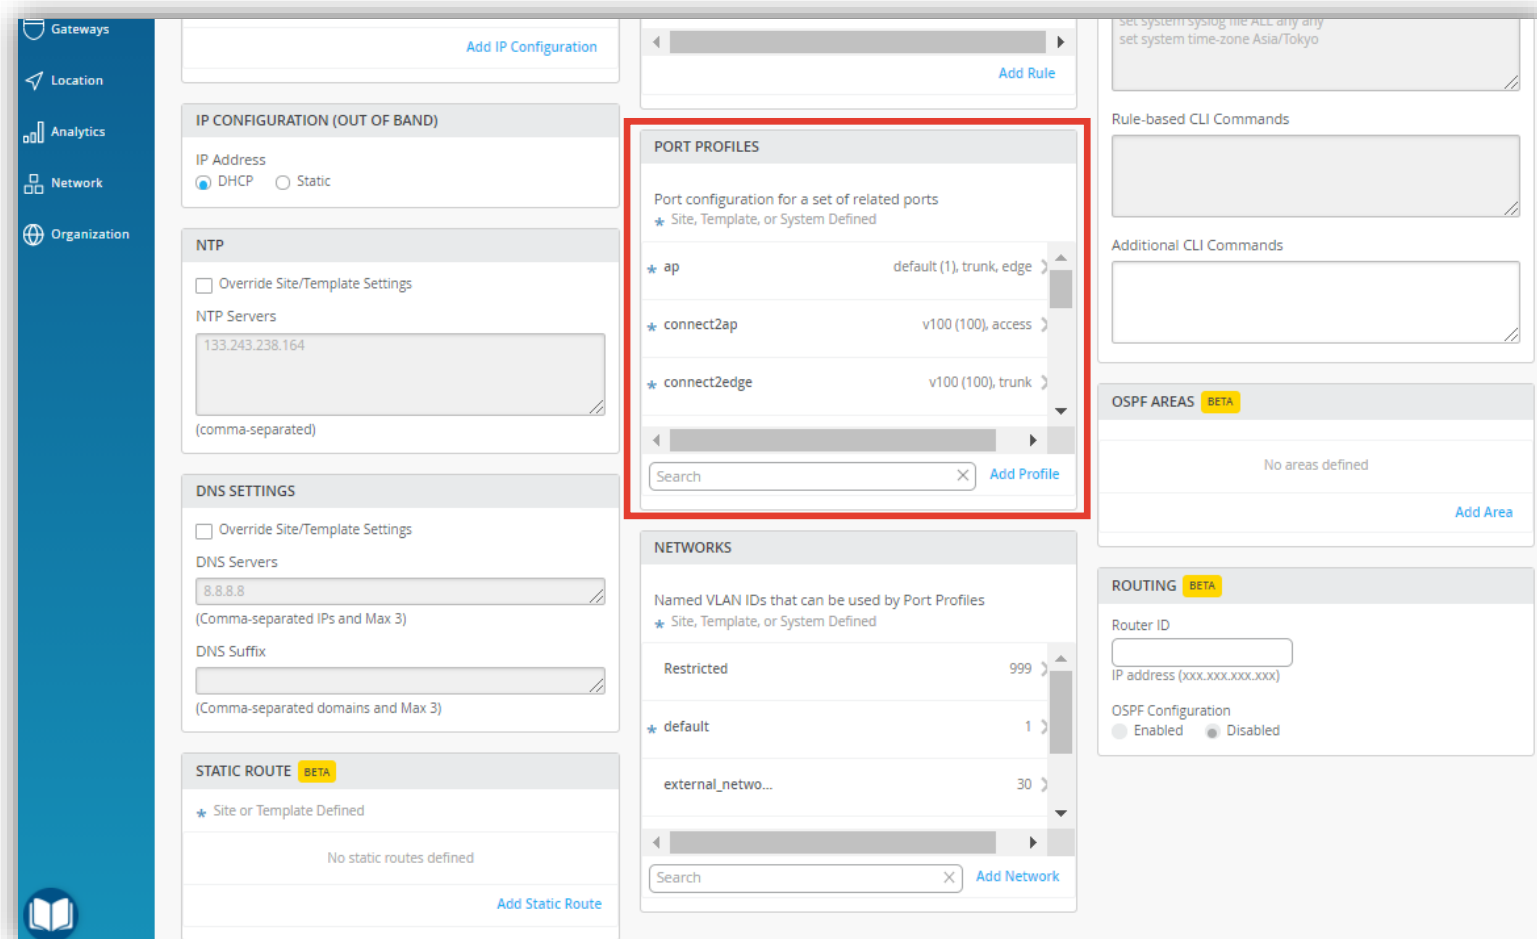 Gateways
Location
Analytics
Network
Organization
Add IP Configuration
IP CONFIGURATION (OUT OF BAND)
IP Address
DHCP Static
NTP
Override Site/Template Settings
NTP Servers
133.243.238.164
(comma-separated)
DNS SETTINGS
Override Site/Template Settings
DNS Servers
8.8.8.8
(Comma-separated IPs and Max 3)
DNS Suffix
(Comma-separated domains and Max 3)
STATIC ROUTE BETA
* Site or Template Defined
No static routes defined
Add Static Route
Add Rule
PORT PROFILES
Port configuration for a set of related ports
* Site, Template, or System Defined
* ap default (1), trunk, edge
* connect2ap v100 (100), access
* connect2edge v100 (100), trunk
Search Add Profile
NETWORKS
Named VLAN IDs that can be used by Port Profiles
* Site, Template, or System Defined
Restricted 999
* default 1
external_netwo... 30
Search Add Network
set system syslog file ALL any any
set system time-zone Asia/Tokyo
Rule-based CLI Commands
Additional CLI Commands
OSPF AREAS BETA
No areas defined
Add Area
ROUTING BETA
Router ID
IP address (xxx.xxx.xxx.xxx)
OSPF Configuration
Enabled Disabled